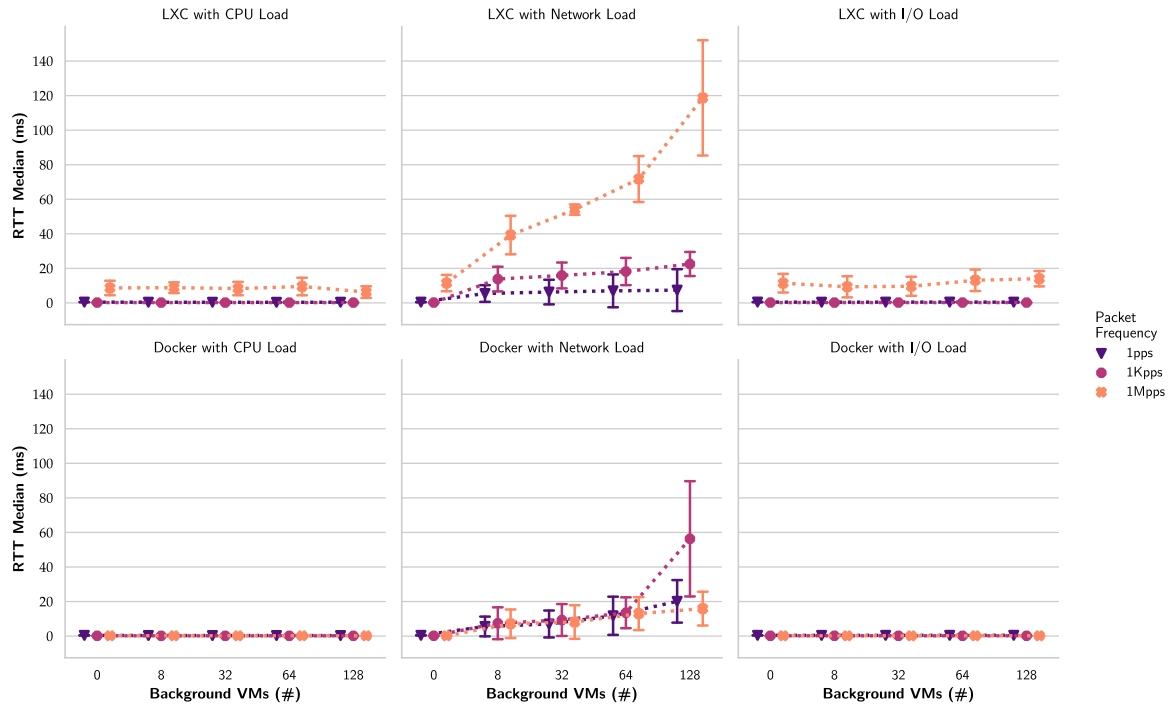 LXC with CPU Load
LXC with Network Load
LXC with I/O Load
RTT Median (ms)
140
120
100
80
60
40
20
0
Docker with CPU Load
Docker with Network Load
Docker with I/O Load
RTT Median (ms)
140
120
100
80
60
40
20
0
0 8 32 64 128
0 8 32 64 128
0 8 32 64 128
Background VMs (#)
Background VMs (#)
Background VMs (#)
Packet
Frequency
1pps
1Kpps
1Mpps